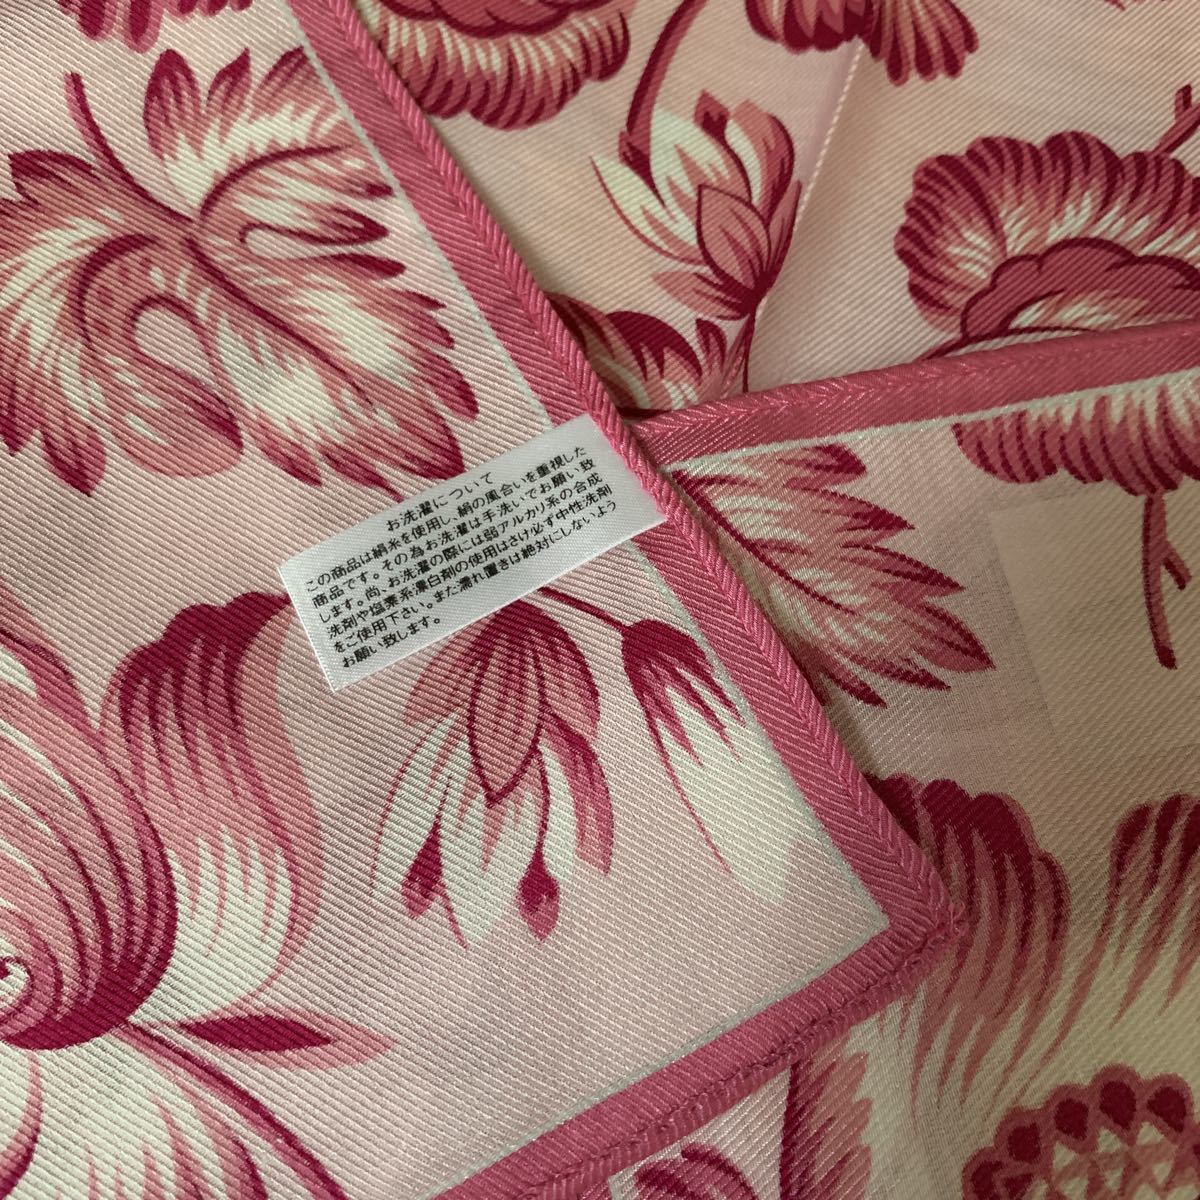 お洗濯について
この商品は絹糸を使用し、絹の風合いを重視した
商品です。その為お洗濯は手洗いでお願い致
します。尚、お洗濯の際には弱アルカリ系の合成
洗剤や塩素系漂白剤の使用はさけ必ず中性洗剤
をご使用下さい。また濡れ置きは絶対にしないよう
お願い致します。